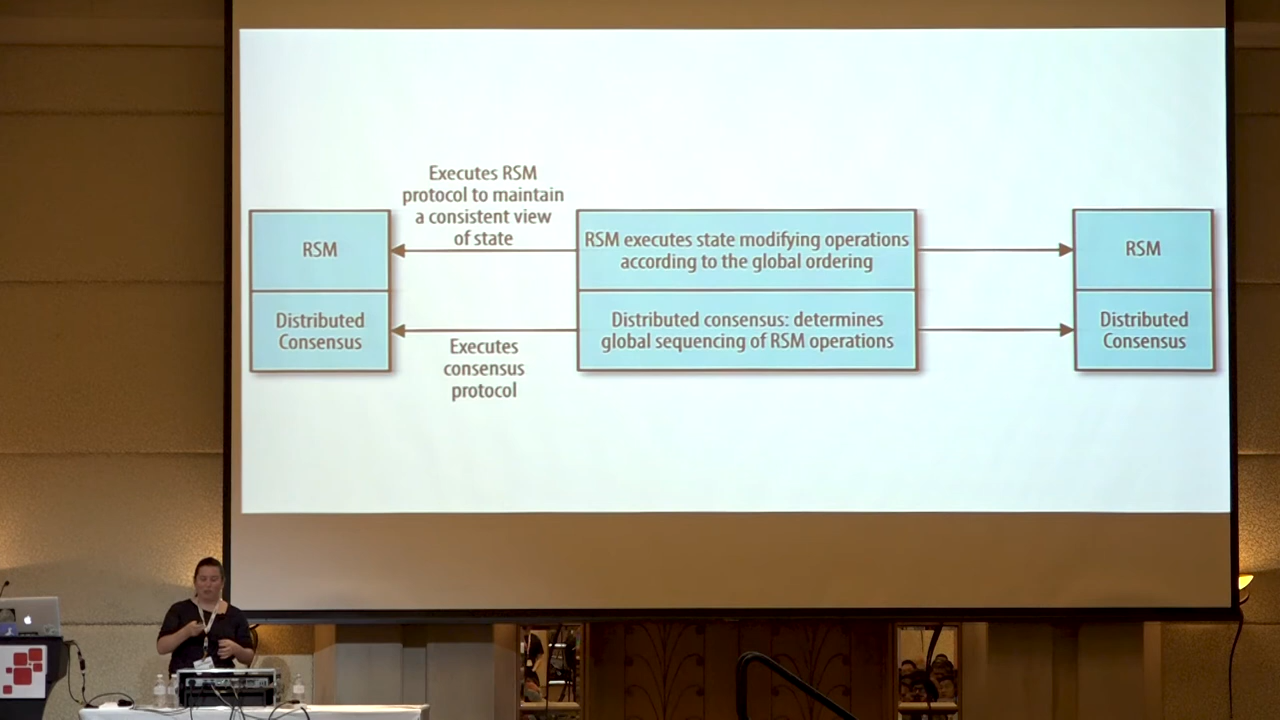 Executes RSM
protocol to maintain
a consistent view
of state
RSM
Distributed
Consensus
Executes
consensus
protocol
RSM executes state modifying operations
according to the global ordering
Distributed consensus: determines
global sequencing of RSM operations
RSM
Distributed
Consensus